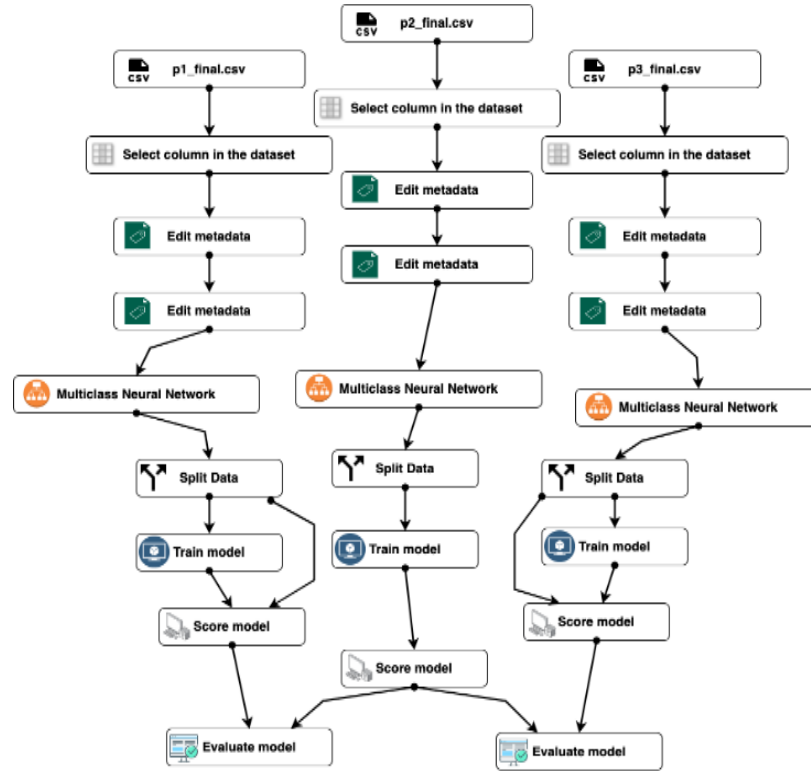 CSV p1_final.csv
Select column in the dataset
Edit metadata
Edit metadata
Multiclass Neural Network
Split Data
Train model
Score model
Evaluate model
CSV p2_final.csv
Select column in the dataset
Edit metadata
Edit metadata
Multiclass Neural Network
Split Data
Train model
Score model
CSV p3_final.csv
Select column in the dataset
Edit metadata
Edit metadata
Multiclass Neural Network
Split Data
Train model
Score model
Evaluate model